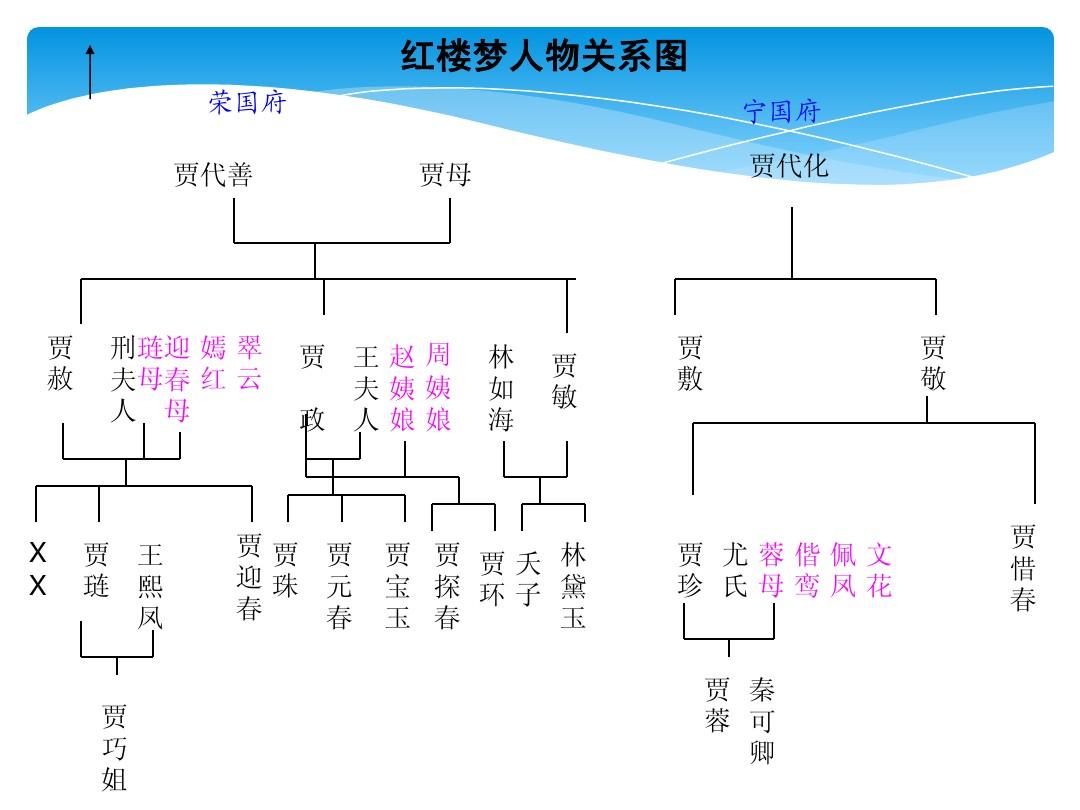 红楼梦人物关系图
荣国府
宁国府
贾代善
贾母
贾代化
贾赦
刑夫人
琏母
迎春母
嫣红
翠云
贾政
王夫人
赵姨娘
周姨娘
林如海
贾敏
贾敷
贾敬
XX
贾琏
王熙凤
贾迎春
贾珠
贾元春
贾宝玉
贾探春
贾环
夭子
林黛玉
贾珍
尤氏
蓉母
偕鸾
佩凤
文花
贾惜春
贾巧姐
贾蓉
秦可卿